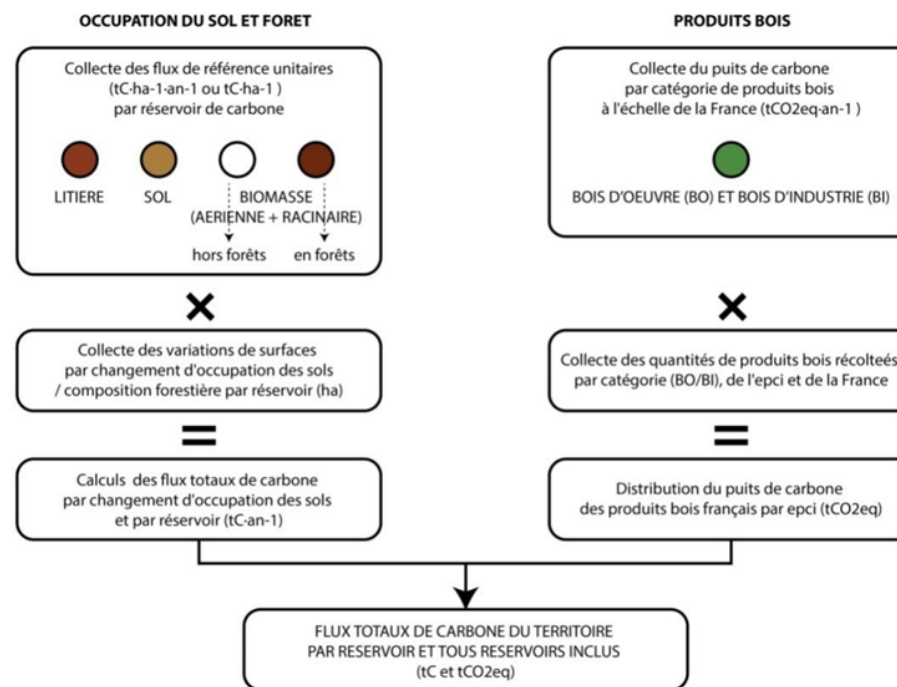 OCCUPATION DU SOL ET FORET
Collecte des flux de référence unitaires
(tC·ha-1·an-1 ou tC·ha-1 )
par réservoir de carbone
LITIERE
SOL
BIOMASSE
(AERIENNE + RACINAIRE)
hors forêts
en forêts
×
Collecte des variations de surfaces
par changement d'occupation des sols
/ composition forestière par réservoir (ha)
=
Calculs des flux totaux de carbone
par changement d'occupation des sols
et par réservoir (tC·an-1)
PRODUITS BOIS
Collecte du puits de carbone
par catégorie de produits bois
à l'échelle de la France (tCO2eq·an-1 )
BOIS D'OEUVRE (BO) ET BOIS D'INDUSTRIE (BI)
×
Collecte des quantités de produits bois récolteés
par catégorie (BO/BI), de l'epci et de la France
=
Distribution du puits de carbone
des produits bois français par epci (tCO2eq)
FLUX TOTAUX DE CARBONE DU TERRITOIRE
PAR RESERVOIR ET TOUS RESERVOIRS INCLUS
(tC et tCO2eq)